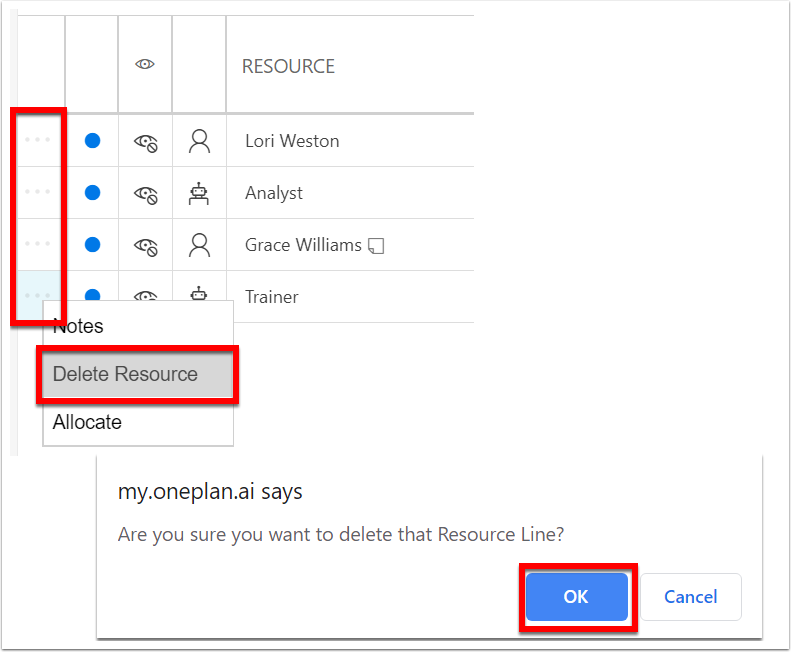 RESOURCE
Lori Weston
Analyst
Grace Williams
Trainer
Notes
Delete Resource
Allocate
my.oneplan.ai says
Are you sure you want to delete that Resource Line?
OK Cancel